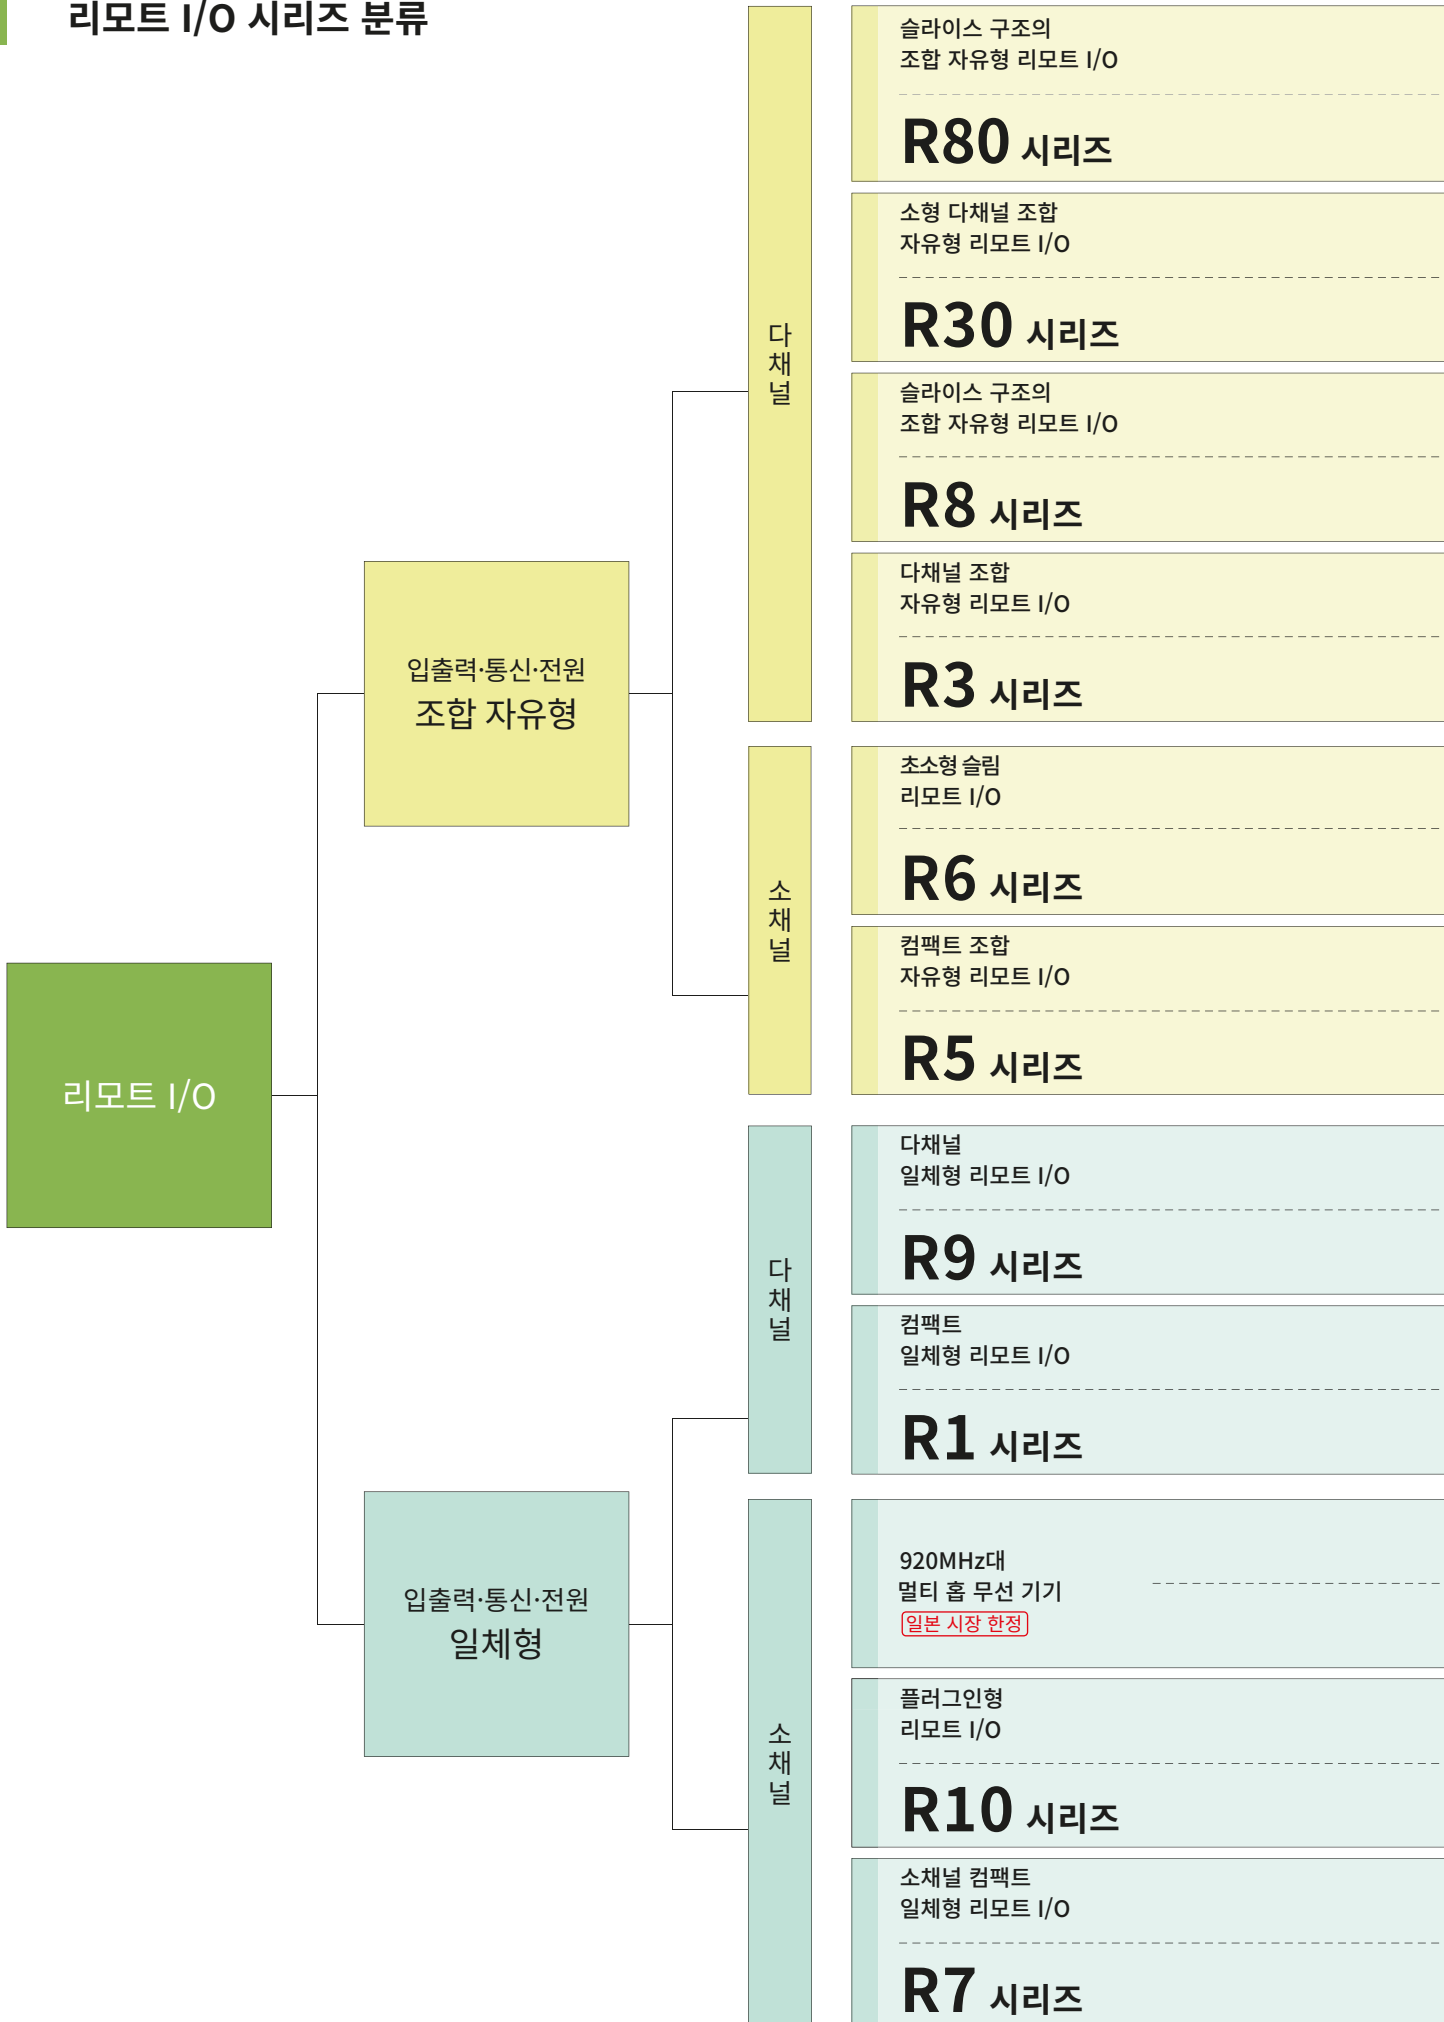 리모트 I/O 시리즈 분류
리모트 I/O
입출력·통신·전원
조합 자유형
다채널
슬라이스 구조의
조합 자유형 리모트 I/O
R80 시리즈
소형 다채널 조합
자유형 리모트 I/O
R30 시리즈
슬라이스 구조의
조합 자유형 리모트 I/O
R8 시리즈
다채널 조합
자유형 리모트 I/O
R3 시리즈
소채널
초소형 슬림
리모트 I/O
R6 시리즈
컴팩트 조합
자유형 리모트 I/O
R5 시리즈
입출력·통신·전원
일체형
다채널
다채널
일체형 리모트 I/O
R9 시리즈
컴팩트
일체형 리모트 I/O
R1 시리즈
소채널
920MHz대
멀티 홉 무선 기기
일본 시장 한정
플러그인형
리모트 I/O
R10 시리즈
소채널 컴팩트
일체형 리모트 I/O
R7 시리즈